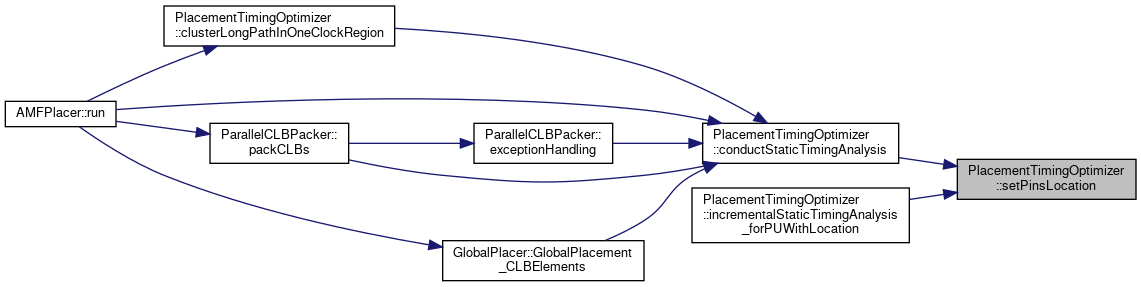 PlacementTimingOptimizer
::clusterLongPathInOneClockRegion
AMFPlacer::run
ParallelCLBPacker::
packCLBs
ParallelCLBPacker::
exceptionHandling
PlacementTimingOptimizer
::conductStaticTimingAnalysis
PlacementTimingOptimizer
::setPinsLocation
PlacementTimingOptimizer
::incrementalStaticTimingAnalysis
_forPUWithLocation
GlobalPlacer::GlobalPlacement
_CLBElements